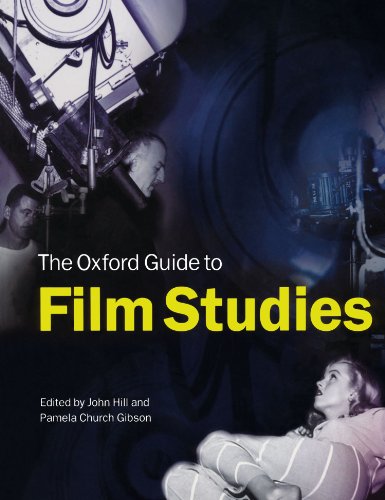 The Oxford Guide to
Film Studies
Edited by John Hill and
Pamela Church Gibson